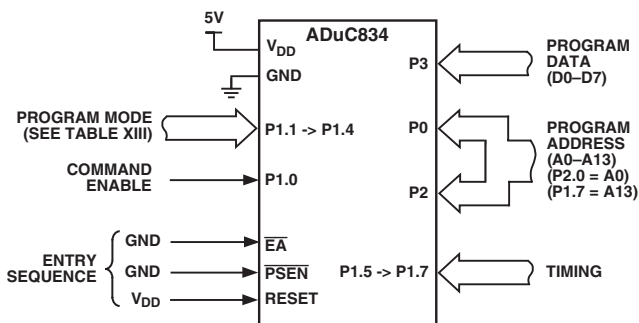 5V
ADuC834
VDD
GND
PROGRAM MODE
(SEE TABLE XIII)
P1.1 -> P1.4
COMMAND
ENABLE
P1.0
ENTRY
SEQUENCE
GND
EA
GND
PSEN
VDD
RESET
P3
PROGRAM
DATA
(D0–D7)
P0
P2
PROGRAM
ADDRESS
(A0–A13)
(P2.0 = A0)
(P1.7 = A13)
P1.5 -> P1.7
TIMING